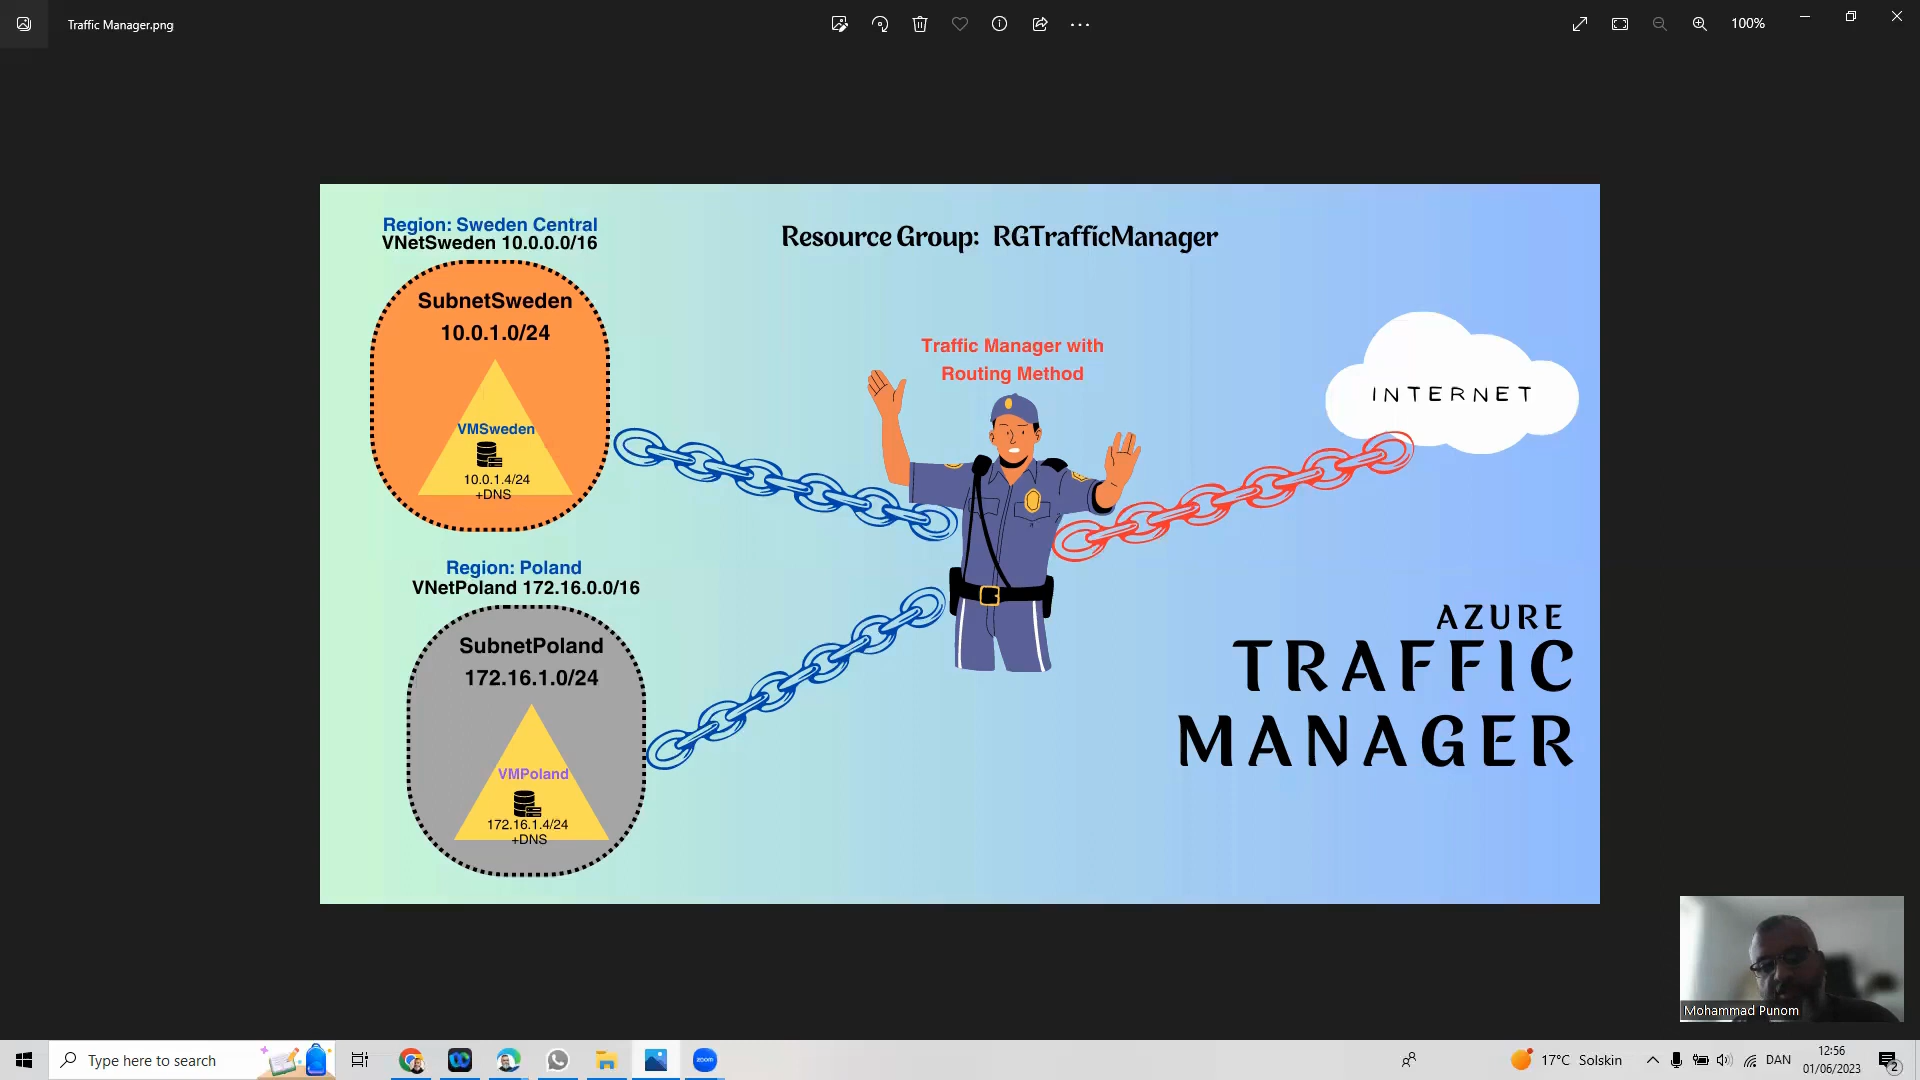 Traffic Manager.png
100%
Region: Sweden Central
VNetSweden 10.0.0.0/16
SubnetSweden
10.0.1.0/24
VMSweden
10.0.1.4/24
+DNS
Resource Group: RGTrafficManager
Traffic Manager with
Routing Method
INTERNET
Region: Poland
VNetPoland 172.16.0.0/16
SubnetPoland
172.16.1.0/24
VMPoland
172.16.1.4/24
+DNS
AZURE
TRAFFIC
MANAGER
Mohammad Punom
Type here to search
zoom
17°C Solskin
DAN
12:56
01/06/2023
2